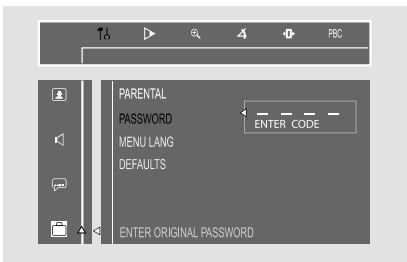 PBC
PARENTAL
PASSWORD
ENTER CODE
MENU LANG
DEFAULTS
ENTER ORIGINAL PASSWORD